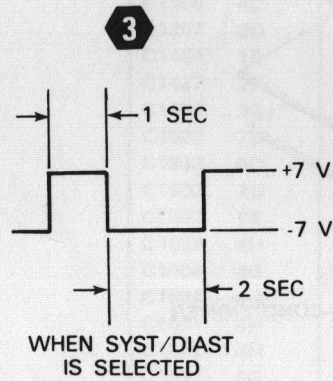 3
1 SEC
+7 V
-7 V
2 SEC
WHEN SYST/DIAST
IS SELECTED